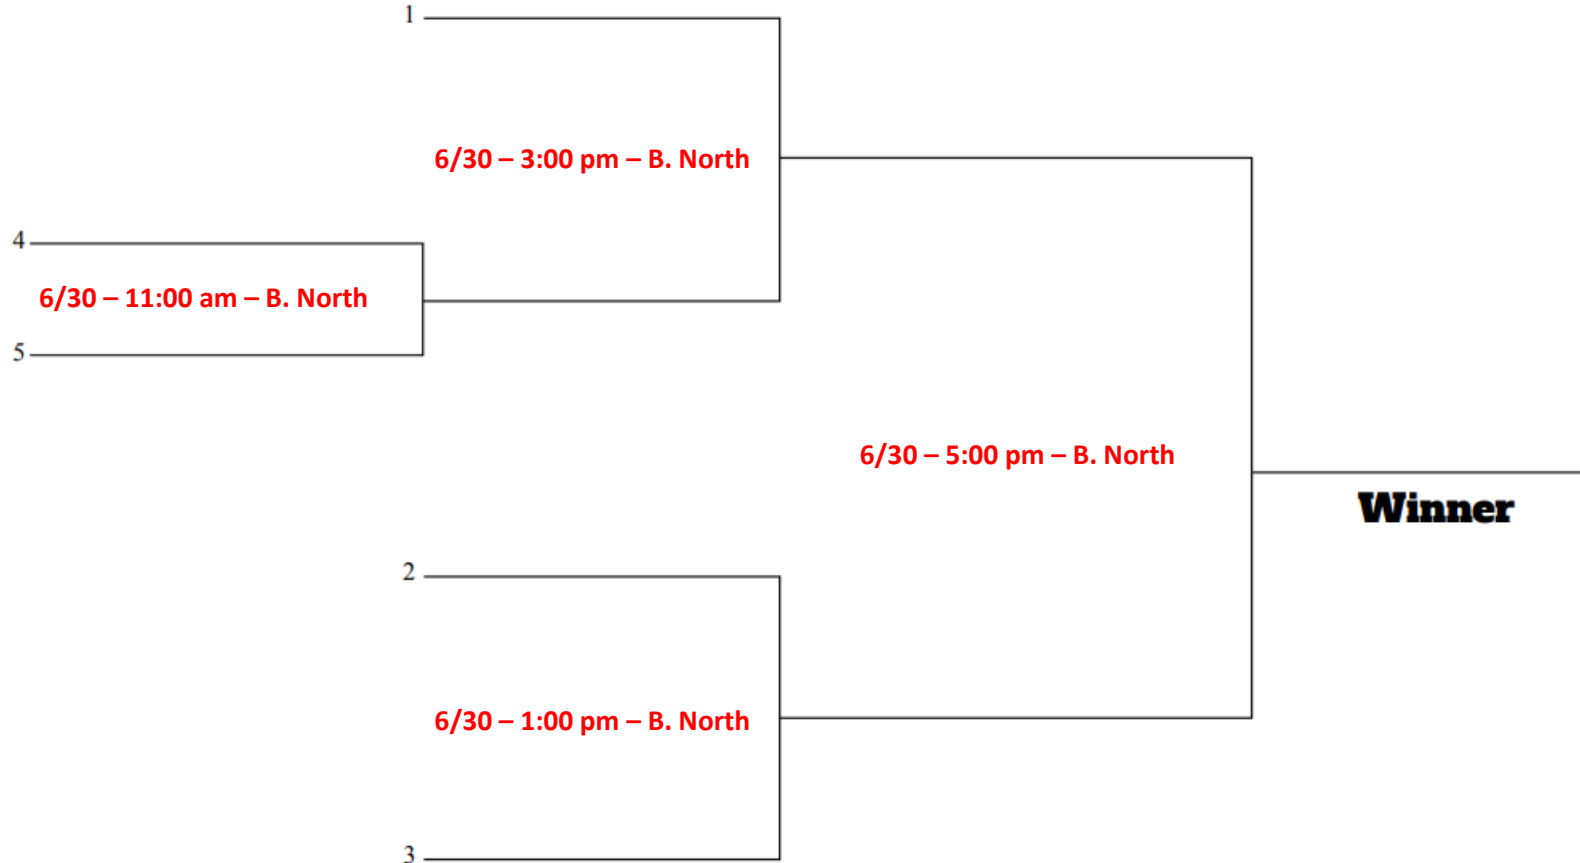 1
6/30 – 3:00 pm – B. North
4
6/30 – 11:00 am – B. North
5
6/30 – 5:00 pm – B. North
Winner
2
6/30 – 1:00 pm – B. North
3